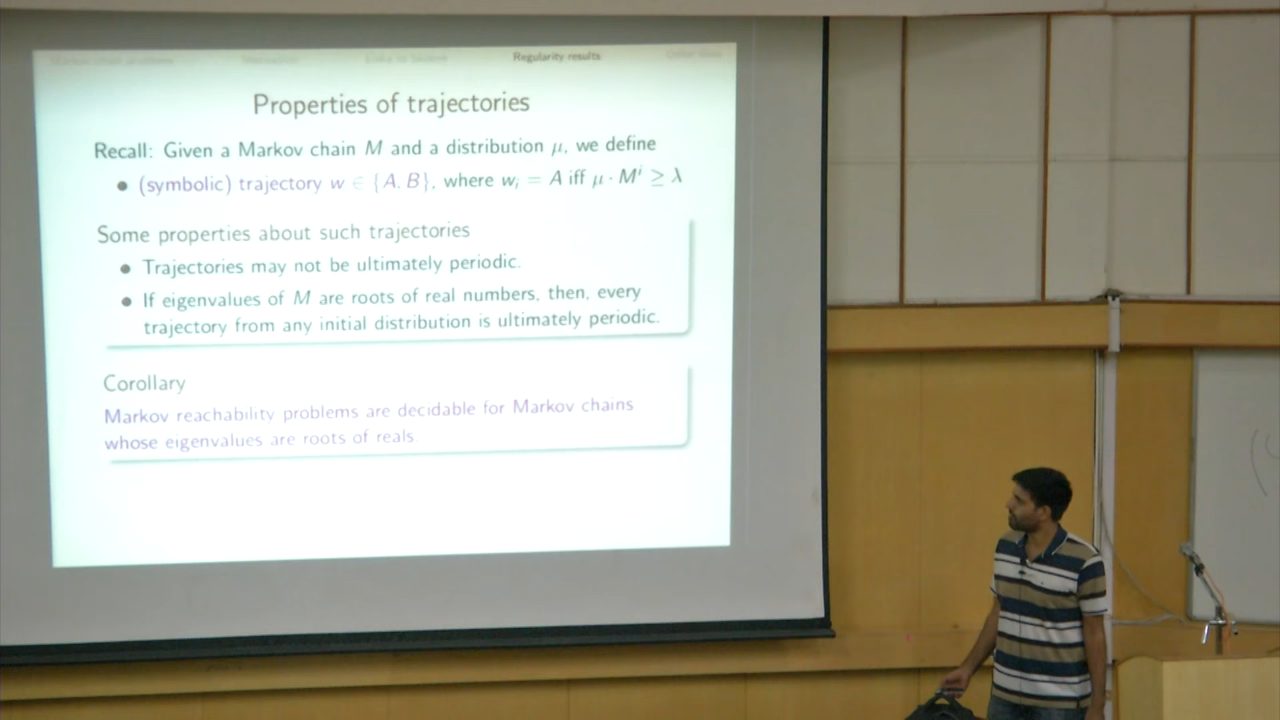 Regularity results
Properties of trajectories
Recall: Given a Markov chain M and a distribution μ, we define
• (symbolic) trajectory w ∈ {A, B}, where wᵢ = A iff μ · Mⁱ ≥ λ
Some properties about such trajectories
• Trajectories may not be ultimately periodic.
• If eigenvalues of M are roots of real numbers, then, every
trajectory from any initial distribution is ultimately periodic.
Corollary
Markov reachability problems are decidable for Markov chains
whose eigenvalues are roots of reals.